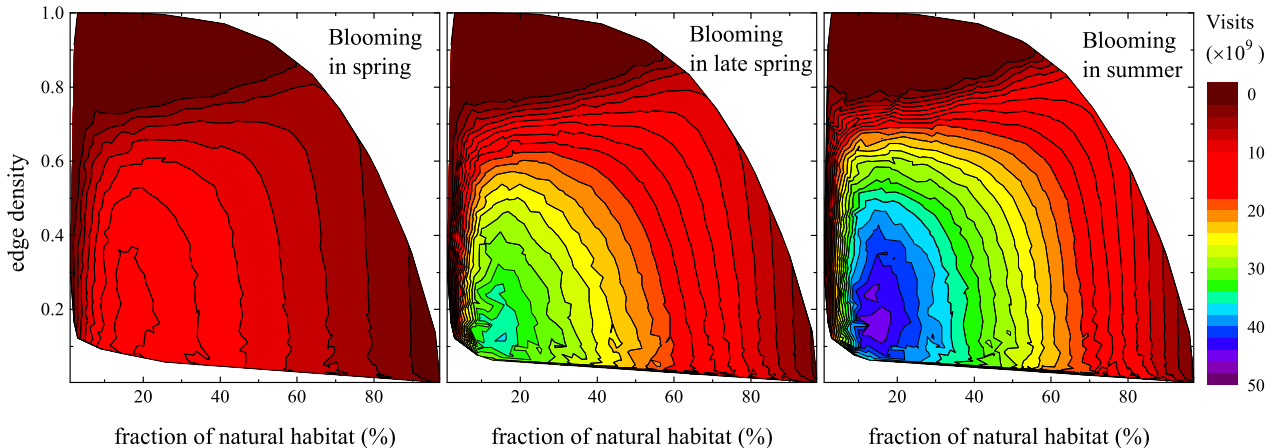 Blooming
in spring
Blooming
in late spring
Blooming
in summer
Visits
(×10⁹ )
0
10
20
30
40
50
1.0
0.8
0.6
0.4
0.2
edge density
20 40 60 80
20 40 60 80
20 40 60 80
fraction of natural habitat (%)
fraction of natural habitat (%)
fraction of natural habitat (%)